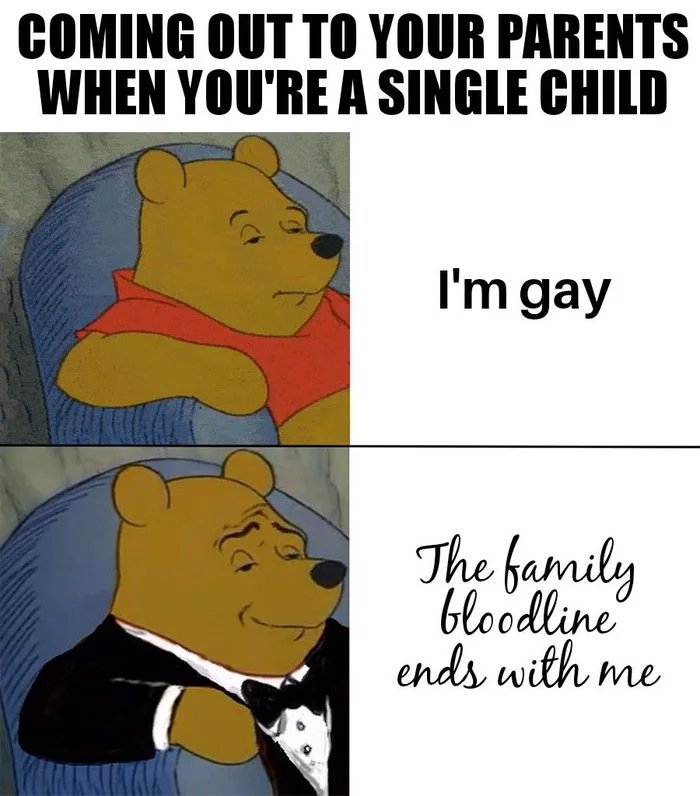 COMING OUT TO YOUR PARENTS
WHEN YOU'RE A SINGLE CHILD
I'm gay
The family
bloodline
ends with me